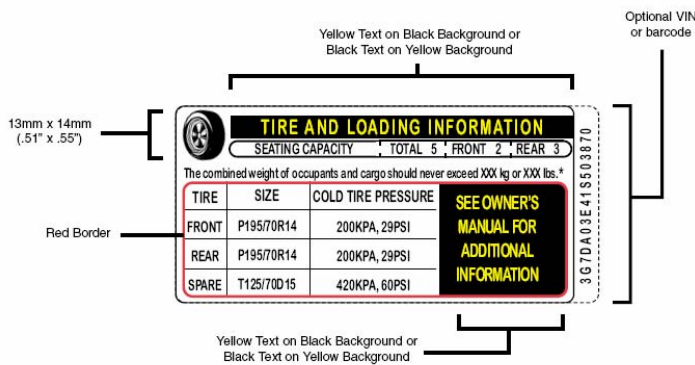 Optional VIN
or barcode
Yellow Text on Black Background or
Black Text on Yellow Background
13mm x 14mm
(.51" x .55")
TIRE AND LOADING INFORMATION
SEATING CAPACITY TOTAL 5 FRONT 2 REAR 3
The combined weight of occupants and cargo should never exceed XXX kg or XXX lbs.*
TIRE SIZE COLD TIRE PRESSURE
FRONT P195/70R14 200KPA, 29PSI
REAR P195/70R14 200KPA, 29PSI
SPARE T125/70D15 420KPA, 60PSI
SEE OWNER'S
MANUAL FOR
ADDITIONAL
INFORMATION
3G7DA03E41S503870
Red Border
Yellow Text on Black Background or
Black Text on Yellow Background